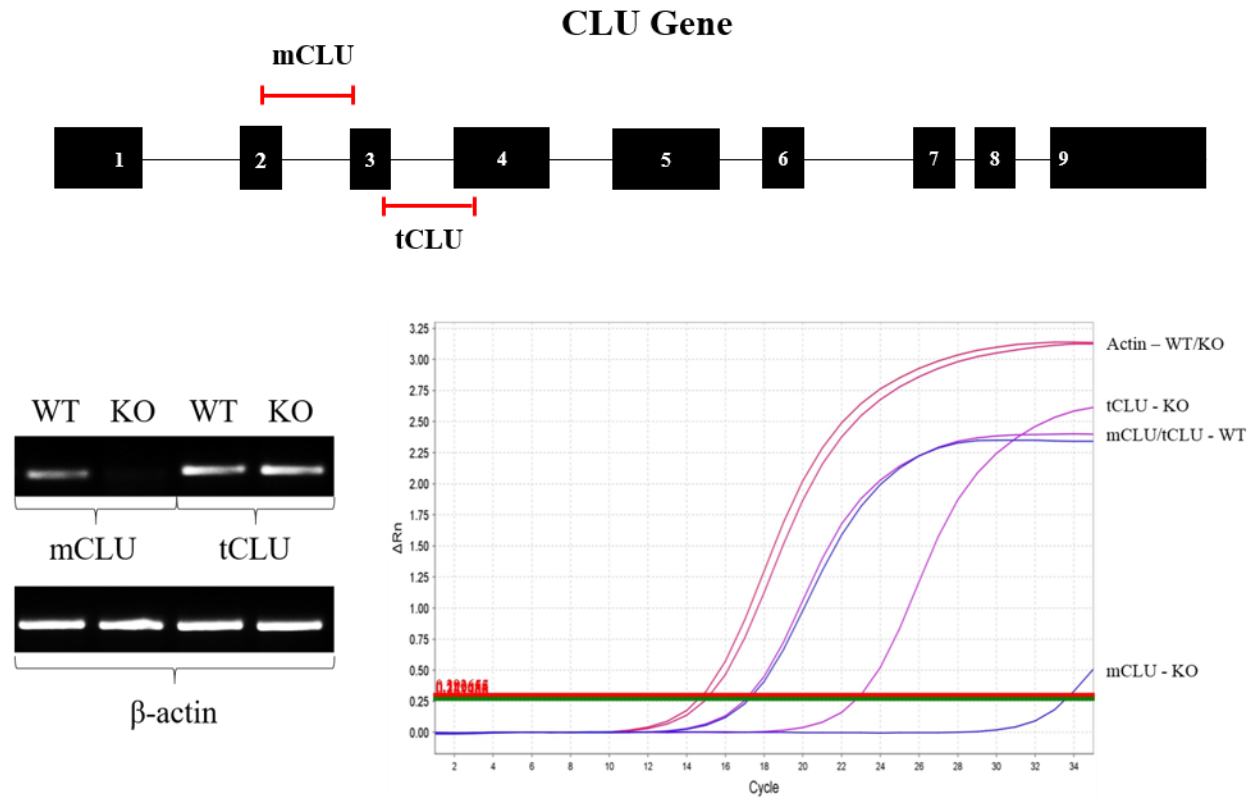 CLU Gene
mCLU
1 2 3 4 5 6 7 8 9
tCLU
WT KO WT KO
mCLU tCLU
β-actin
ΔRn
3.25
3.00
2.75
2.50
2.25
2.00
1.75
1.50
1.25
1.00
0.75
0.50
0.25
0.00
2 4 6 8 10 12 14 16 18 20 22 24 26 28 30 32 34
Cycle
Actin – WT/KO
tCLU - KO
mCLU/tCLU - WT
mCLU - KO